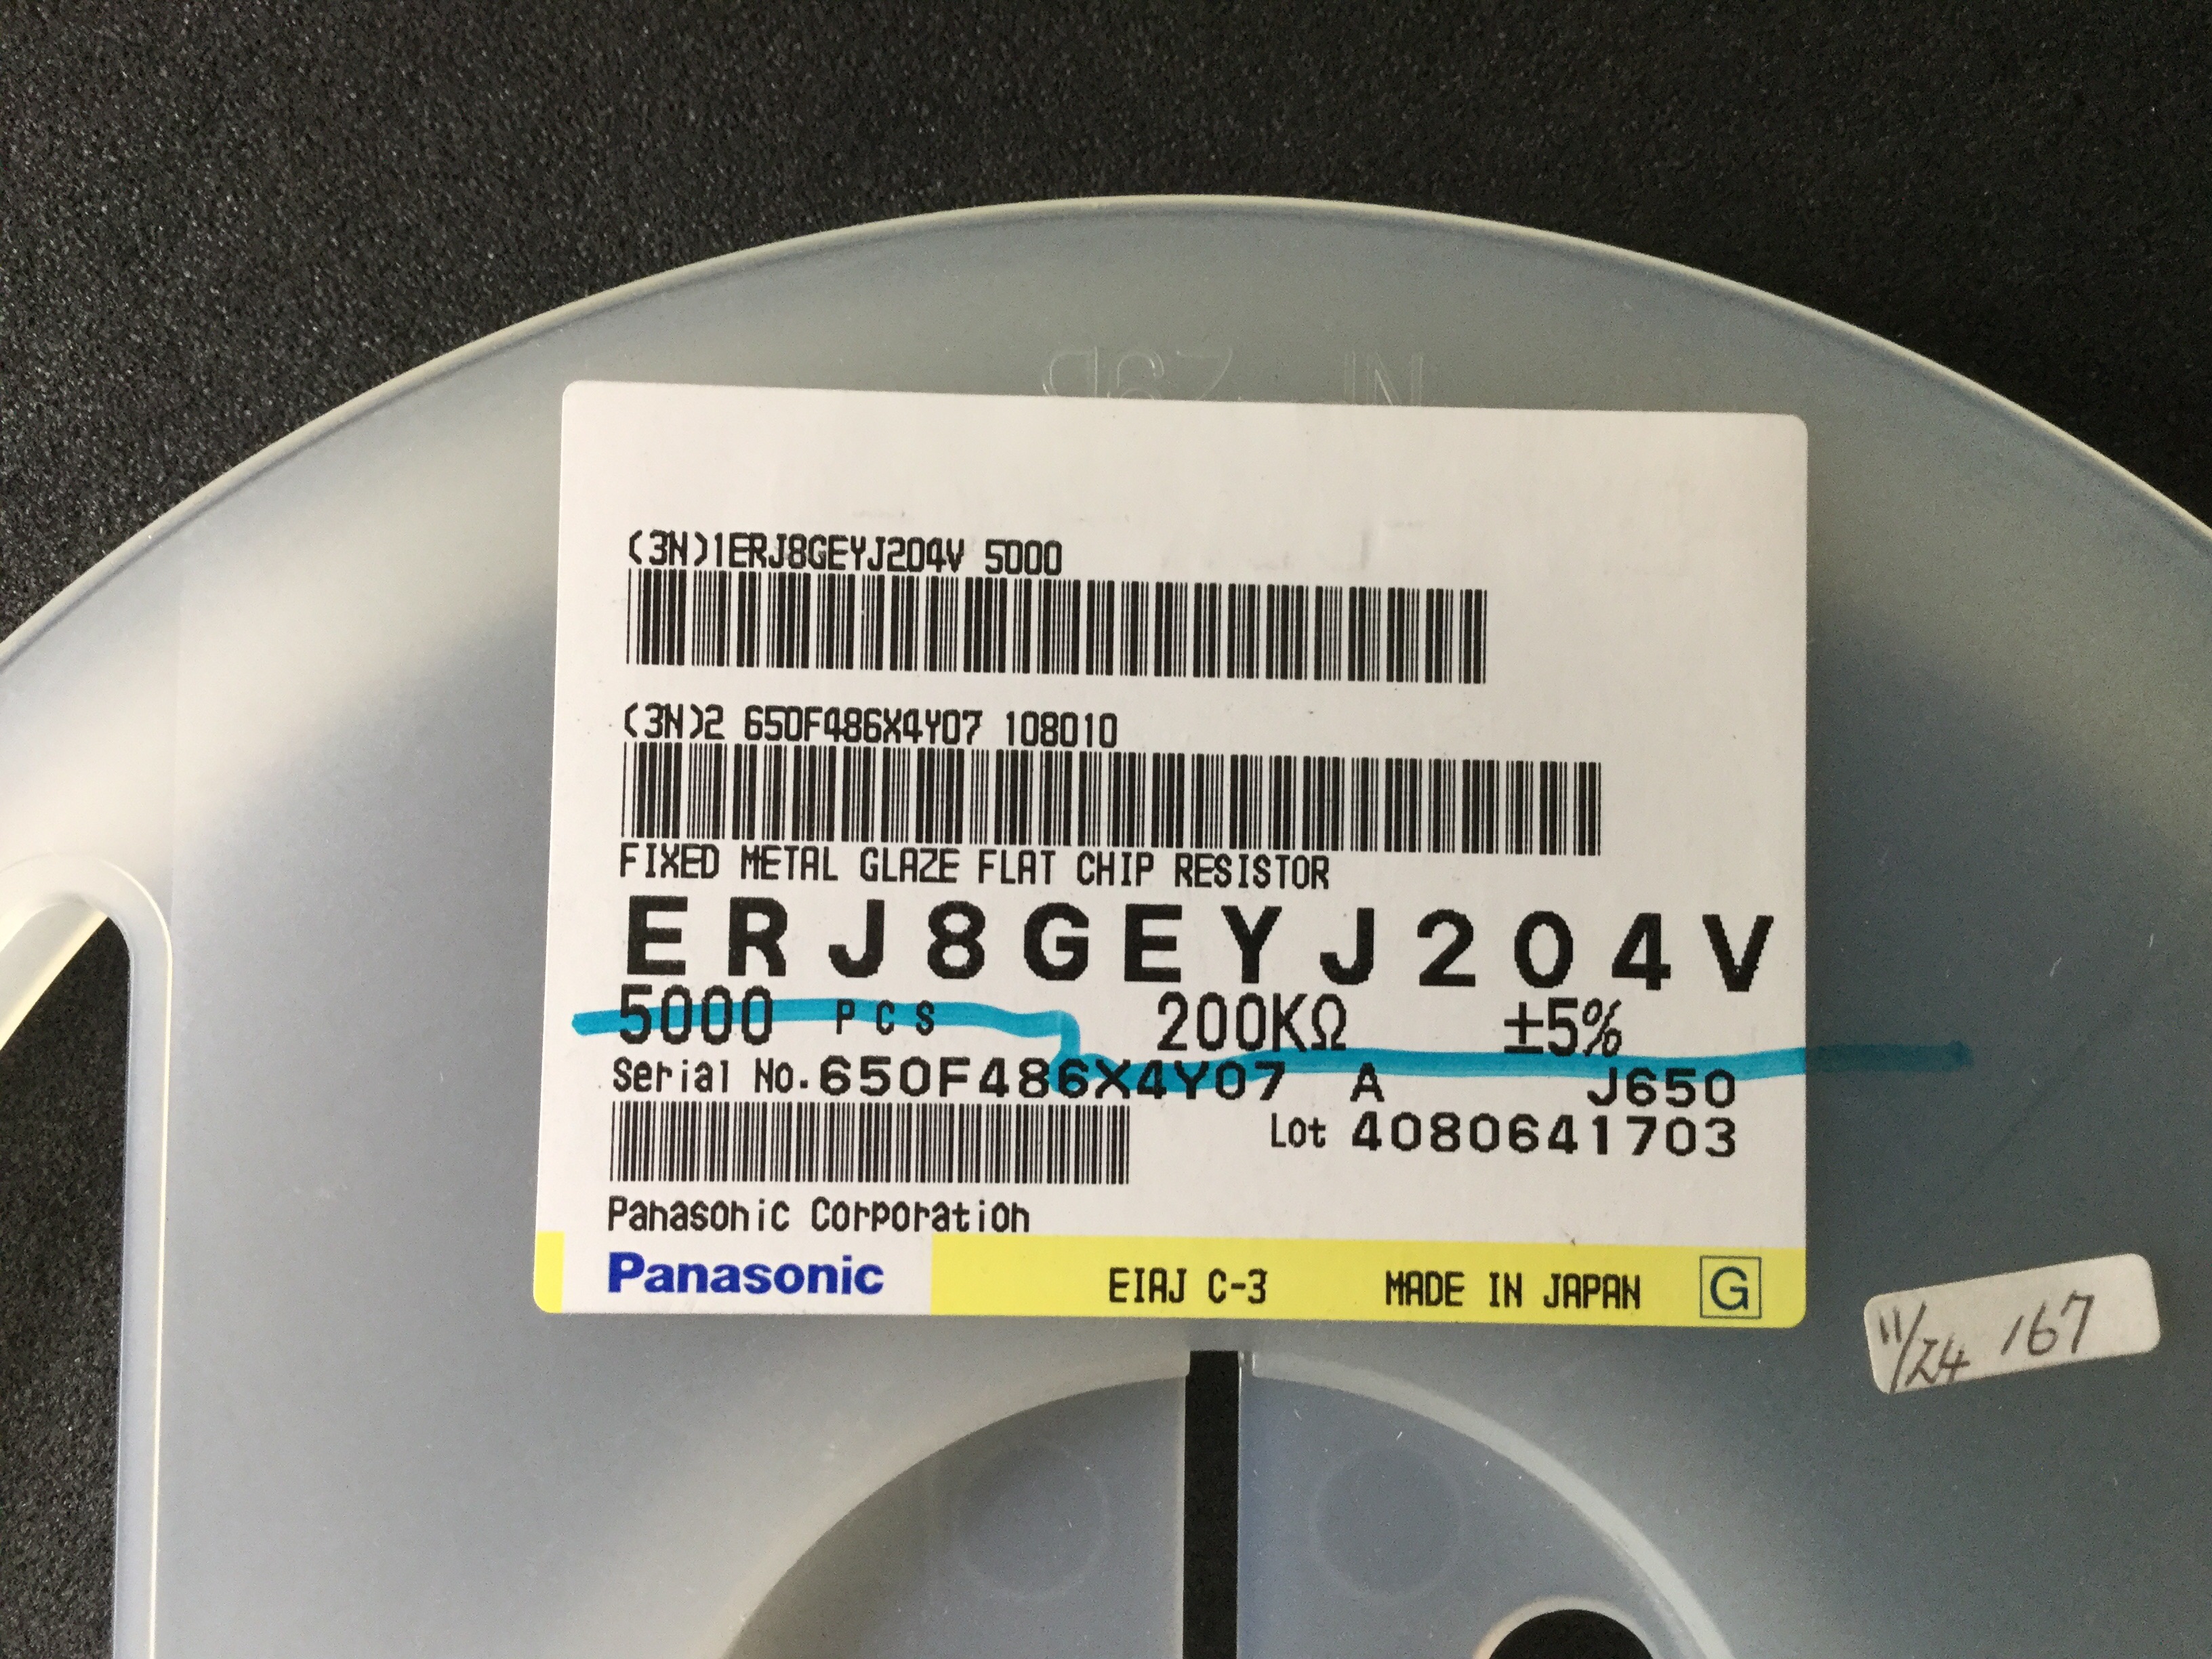 (3N)1ERJ8GEYJ204V 5000
(3N)2 650F486X4Y07 108010
FIXED METAL GLAZE FLAT CHIP RESISTOR
ERJ8GEYJ204V
5000 PCS 200KΩ ±5%
Serial No.650F486X4Y07 A J650
Lot 4080641703
Panasonic Corporation
Panasonic EIAJ C-3 MADE IN JAPAN G
11/24 167